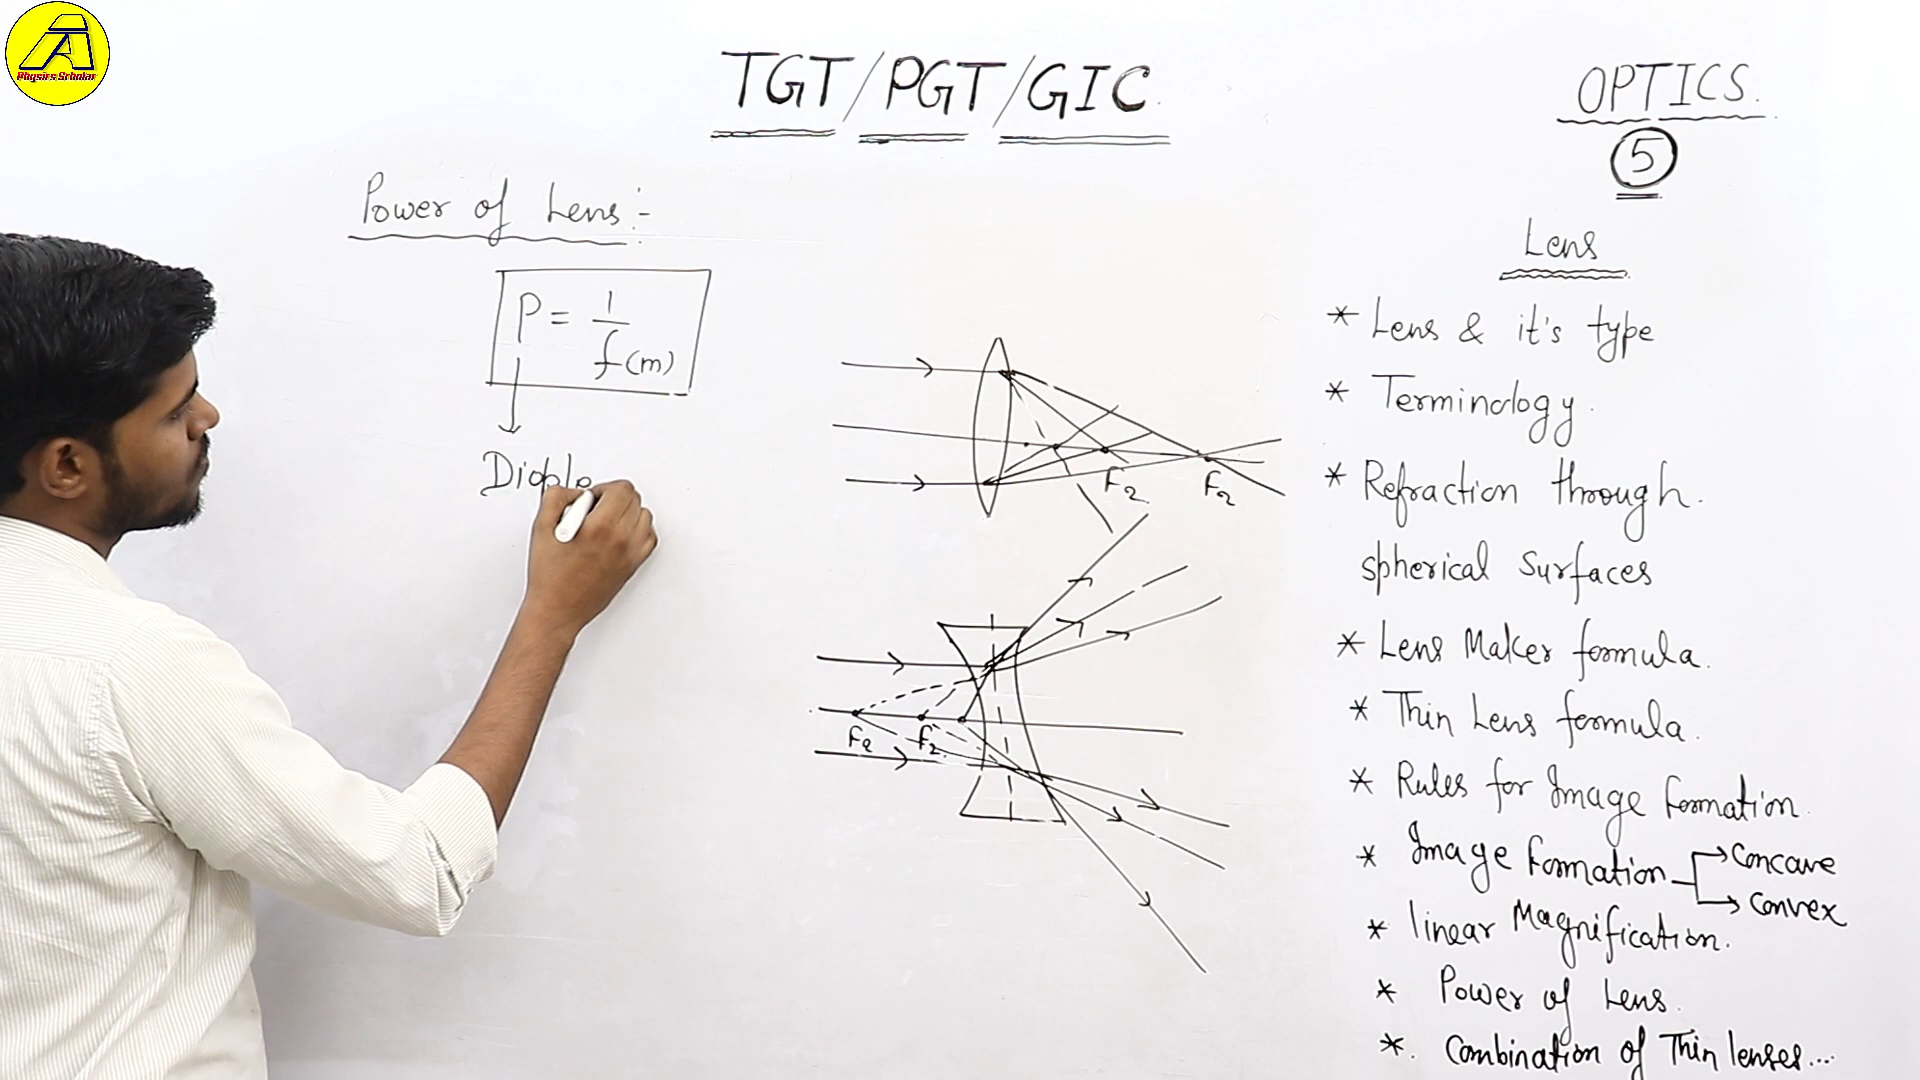 A
Physics Scholar
TGT/PGT/GIC
Power of Lens:-
P = 1/f(m)
Diople
F2
F2
F2
F2
OPTICS.
5
Lens
* Lens & it's type
* Terminology.
* Refraction through
spherical surfaces
* Lens Maker formula.
* Thin Lens formula.
* Rules for Image Formation.
* Image Formation → Concave
→ Convex
* linear Magnification.
* Power of Lens.
*. Combination of Thin lenses...